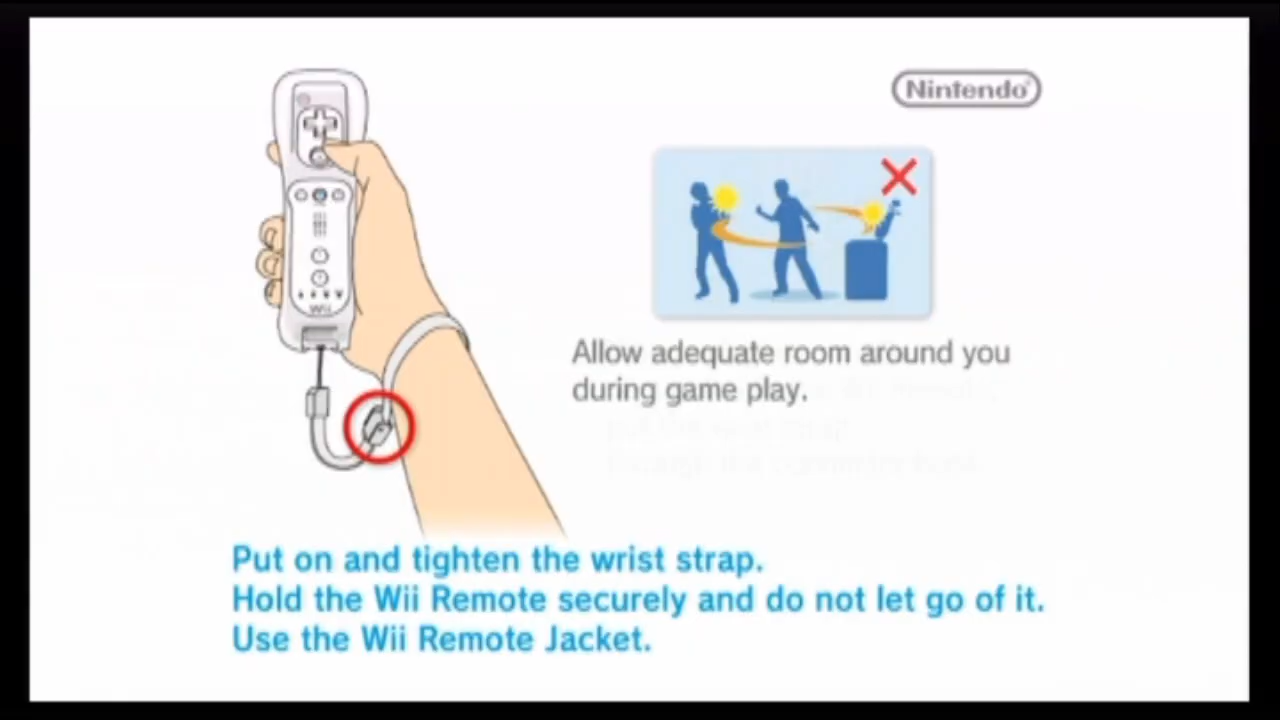 Nintendo
Wii
Allow adequate room around you
during game play.
Put on and tighten the wrist strap.
Hold the Wii Remote securely and do not let go of it.
Use the Wii Remote Jacket.